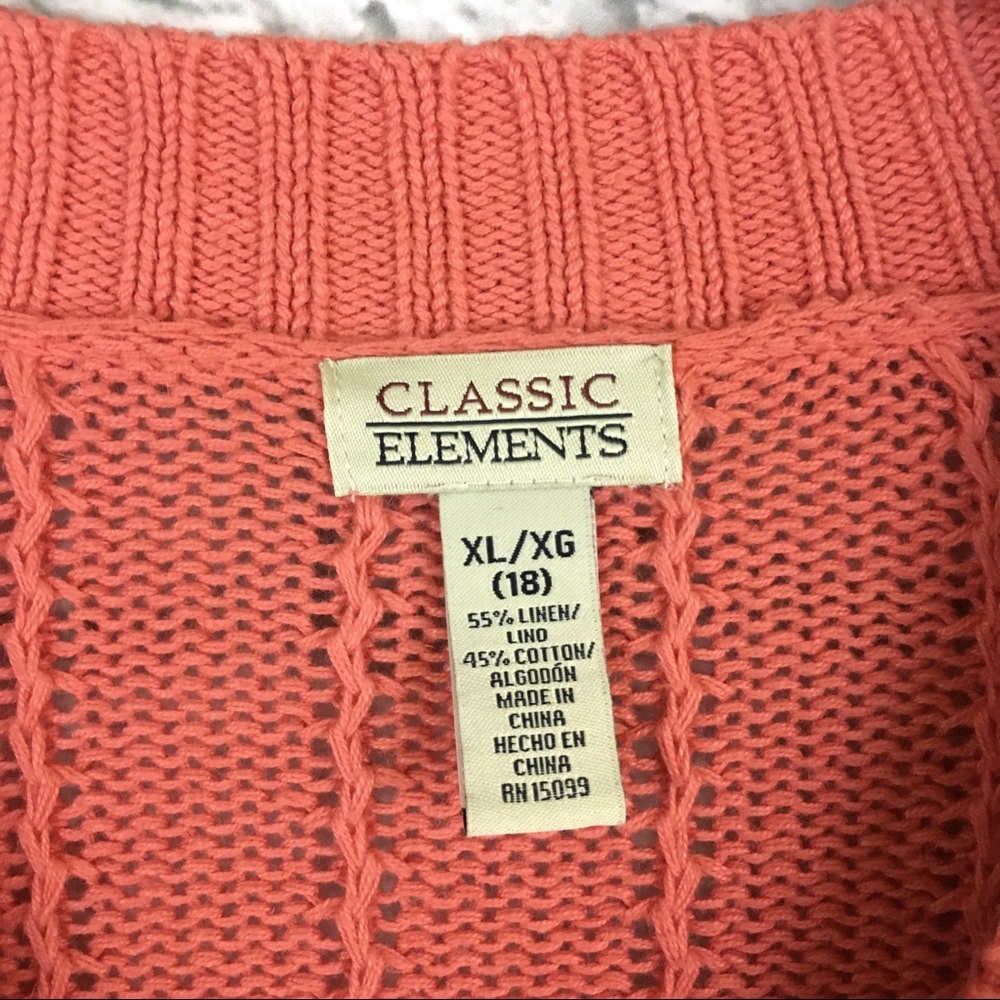 CLASSIC
ELEMENTS
XL/XG
(18)
55% LINEN/
LINO
45% COTTON/
ALGODÓN
MADE IN
CHINA
HECHO EN
CHINA
RN 15099